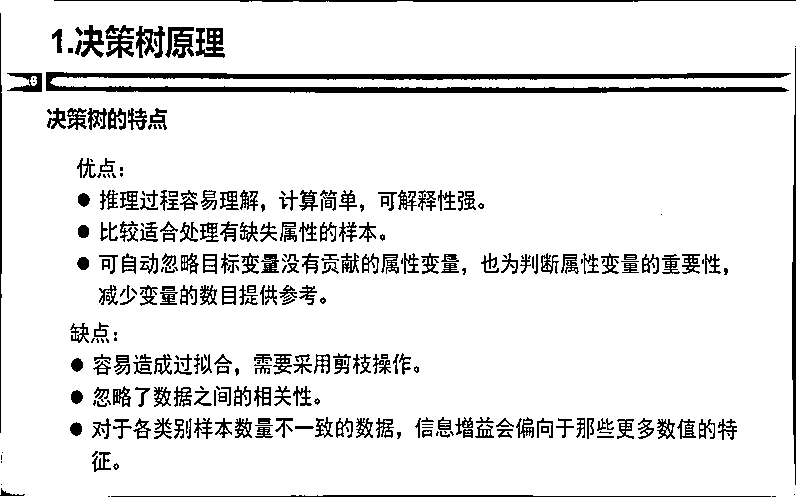 1.决策树原理
6
决策树的特点
优点：
● 推理过程容易理解，计算简单，可解释性强。
● 比较适合处理有缺失属性的样本。
● 可自动忽略目标变量没有贡献的属性变量，也为判断属性变量的重要性，
减少变量的数目提供参考。
缺点：
● 容易造成过拟合，需要采用剪枝操作。
● 忽略了数据之间的相关性。
● 对于各类别样本数量不一致的数据，信息增益会偏向于那些更多数值的特
征。